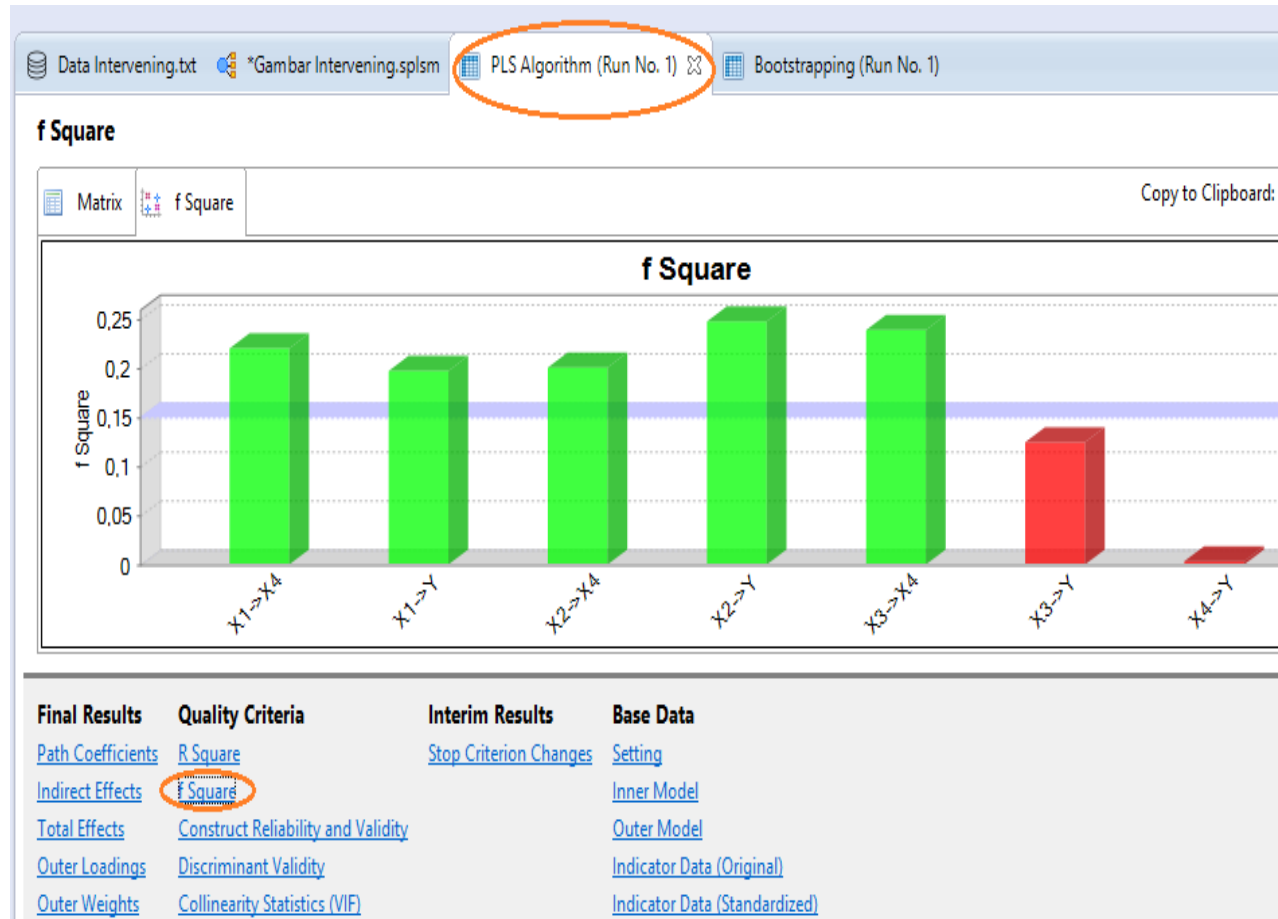 Data Intervening.txt *Gambar Intervening.splsm PLS Algorithm (Run No. 1) Bootstrapping (Run No. 1)
f Square
Matrix f Square Copy to Clipboard:
f Square
f Square
0,25
0,2
0,15
0,1
0,05
0
X1->X4 X1->Y X2->X4 X2->Y X3->X4 X3->Y X4->Y
Final Results Quality Criteria Interim Results Base Data
Path Coefficients R Square Stop Criterion Changes Setting
Indirect Effects f Square Inner Model
Total Effects Construct Reliability and Validity Outer Model
Outer Loadings Discriminant Validity Indicator Data (Original)
Outer Weights Collinearity Statistics (VIF) Indicator Data (Standardized)